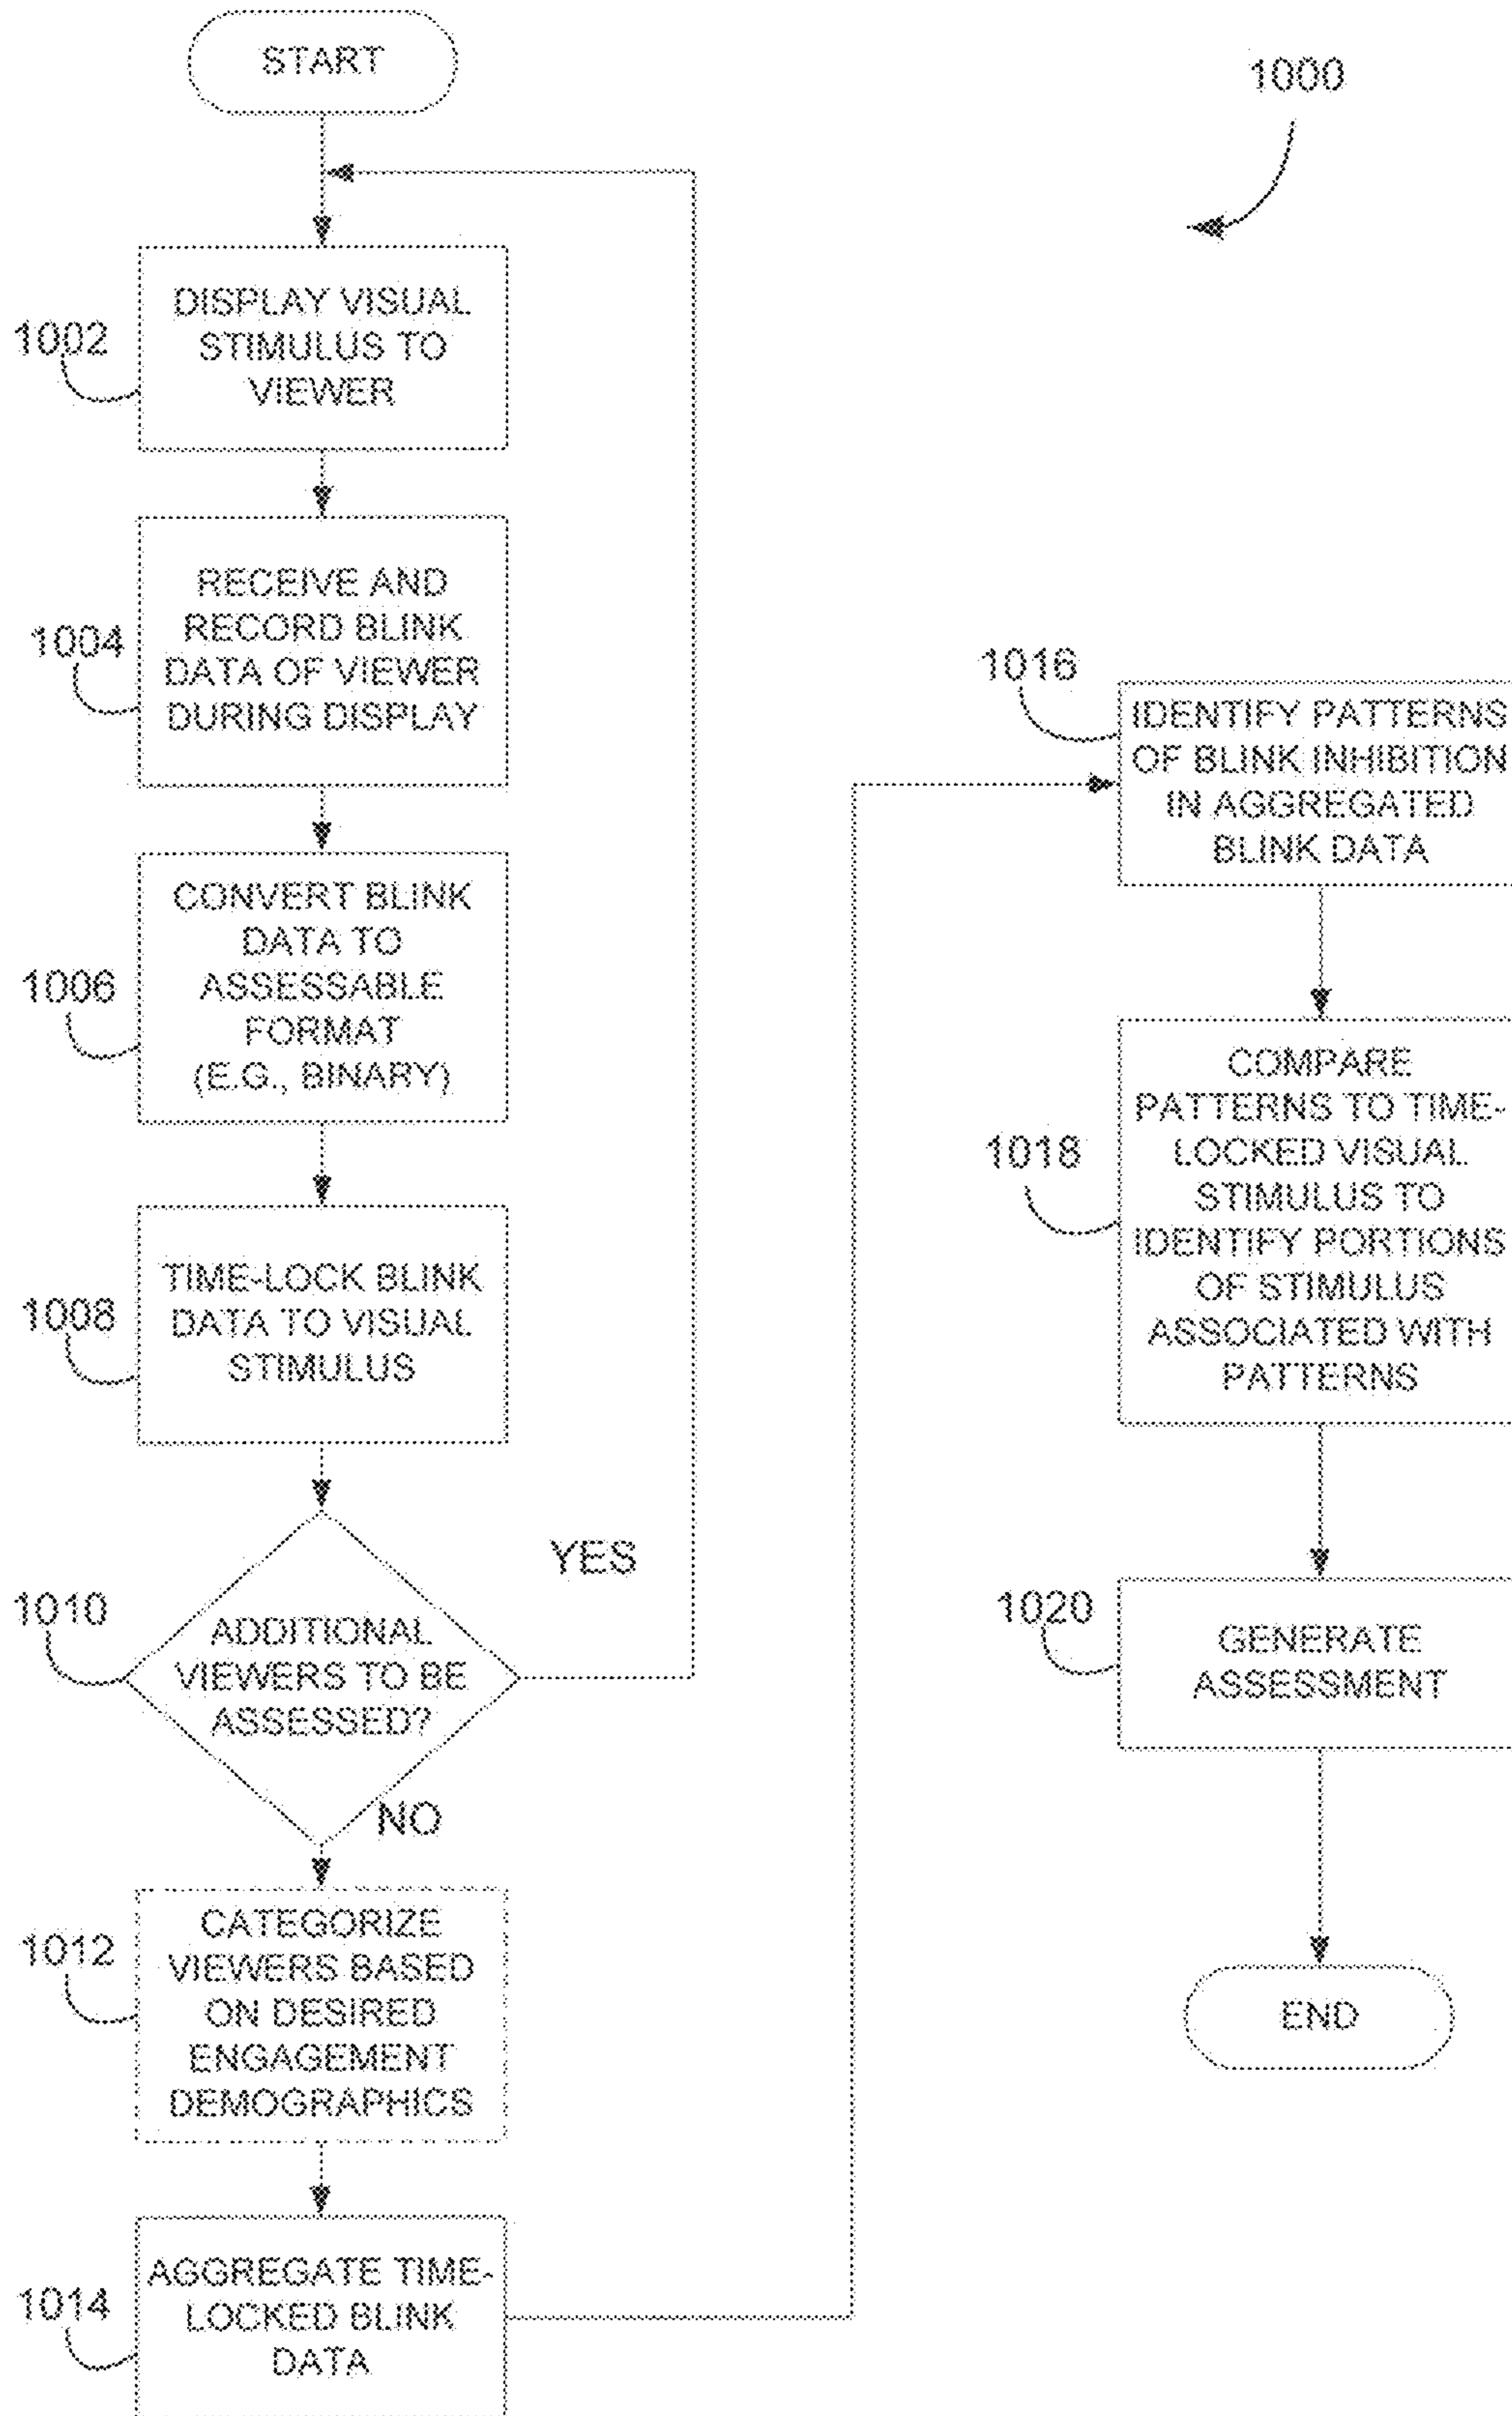 START
1000
1002
DISPLAY VISUAL
STIMULUS TO
VIEWER
1004
RECEIVE AND
RECORD BLINK
DATA OF VIEWER
DURING DISPLAY
1006
CONVERT BLINK
DATA TO
ASSESSABLE
FORMAT
(E.G., BINARY)
1008
TIME-LOCK BLINK
DATA TO VISUAL
STIMULUS
1010
ADDITIONAL
VIEWERS TO BE
ASSESSED?
YES
NO
1012
CATEGORIZE
VIEWERS BASED
ON DESIRED
ENGAGEMENT
DEMOGRAPHICS
1014
AGGREGATE TIME-
LOCKED BLINK
DATA
1016
IDENTIFY PATTERNS
OF BLINK INHIBITION
IN AGGREGATED
BLINK DATA
1018
COMPARE
PATTERNS TO TIME-
LOCKED VISUAL
STIMULUS TO
IDENTIFY PORTIONS
OF STIMULUS
ASSOCIATED WITH
PATTERNS
1020
GENERATE
ASSESSMENT
END